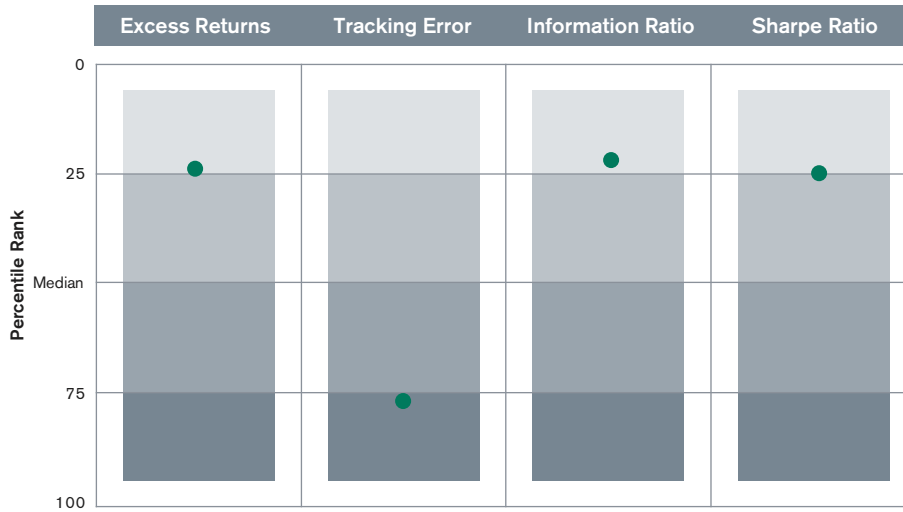 Excess Returns Tracking Error Information Ratio Sharpe Ratio
0
25
Median
75
100
Percentile Rank